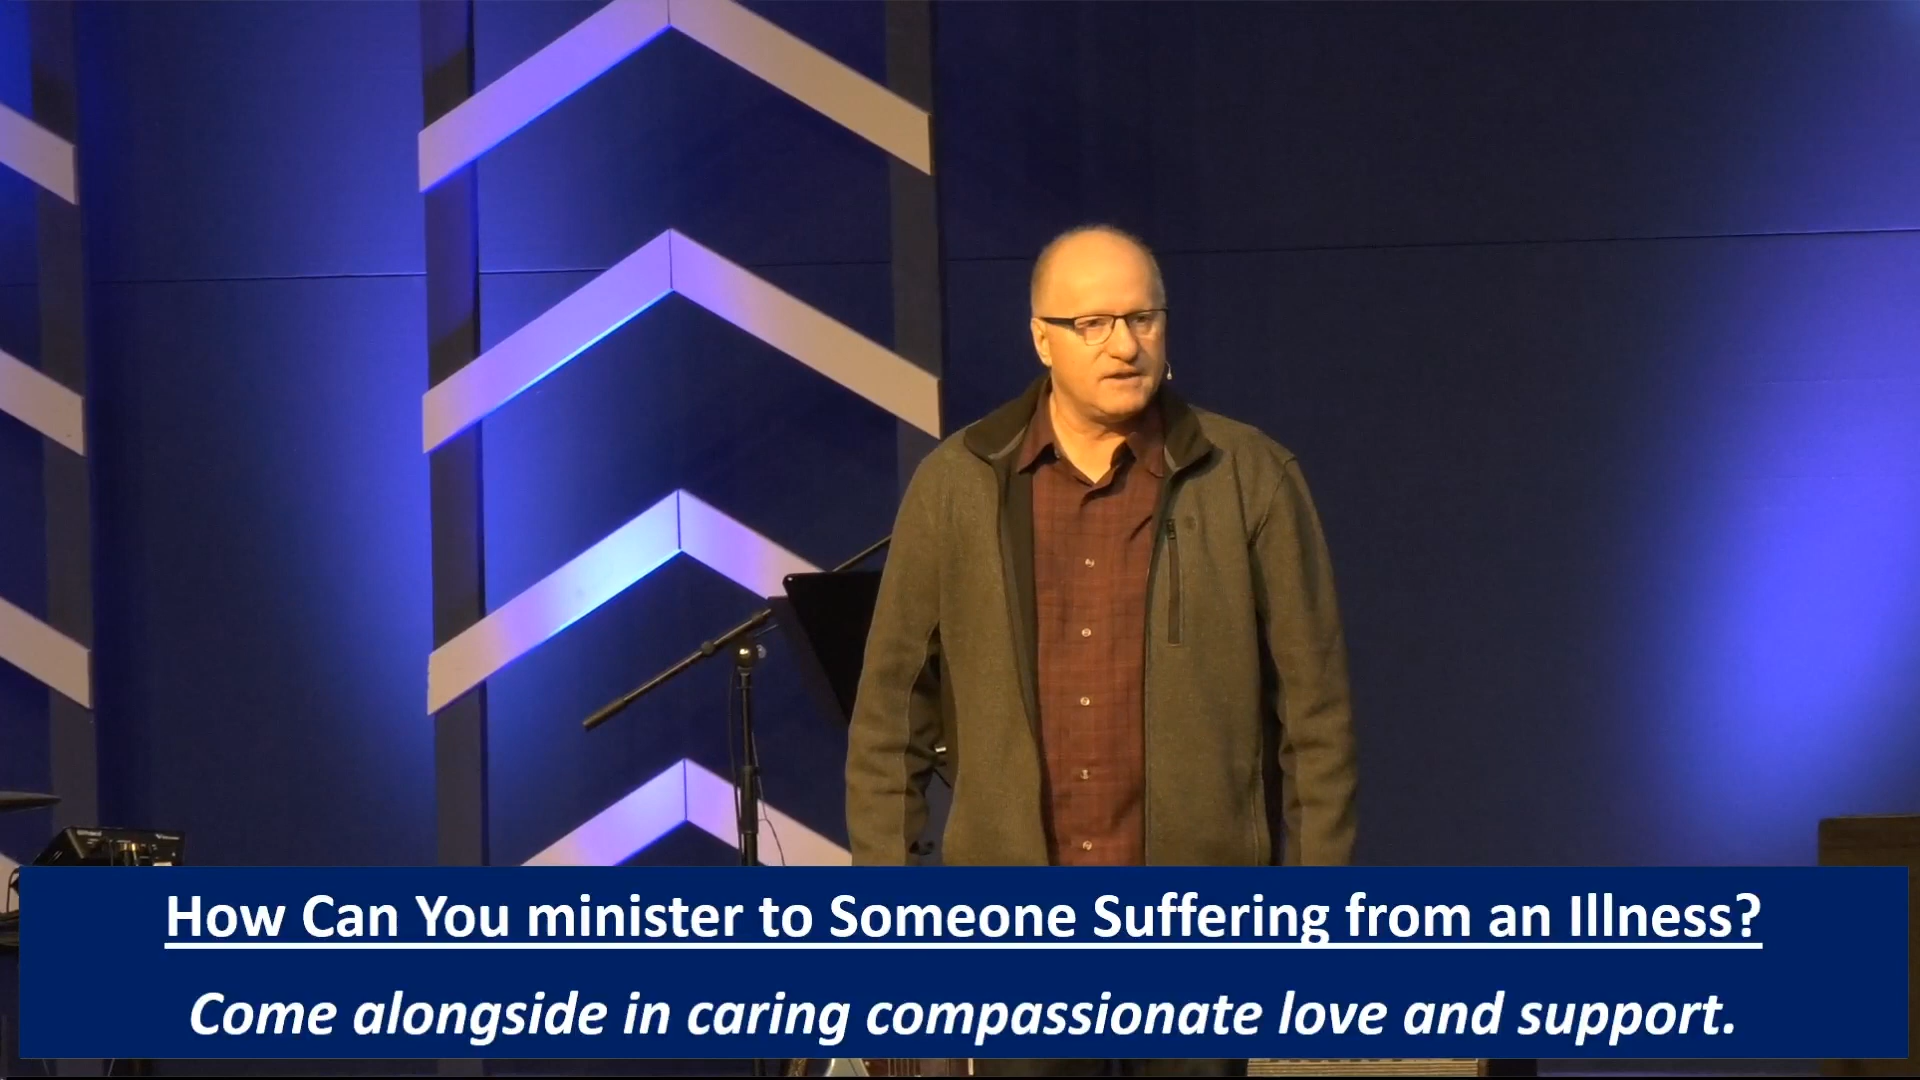 How Can You minister to Someone Suffering from an Illness?
Come alongside in caring compassionate love and support.